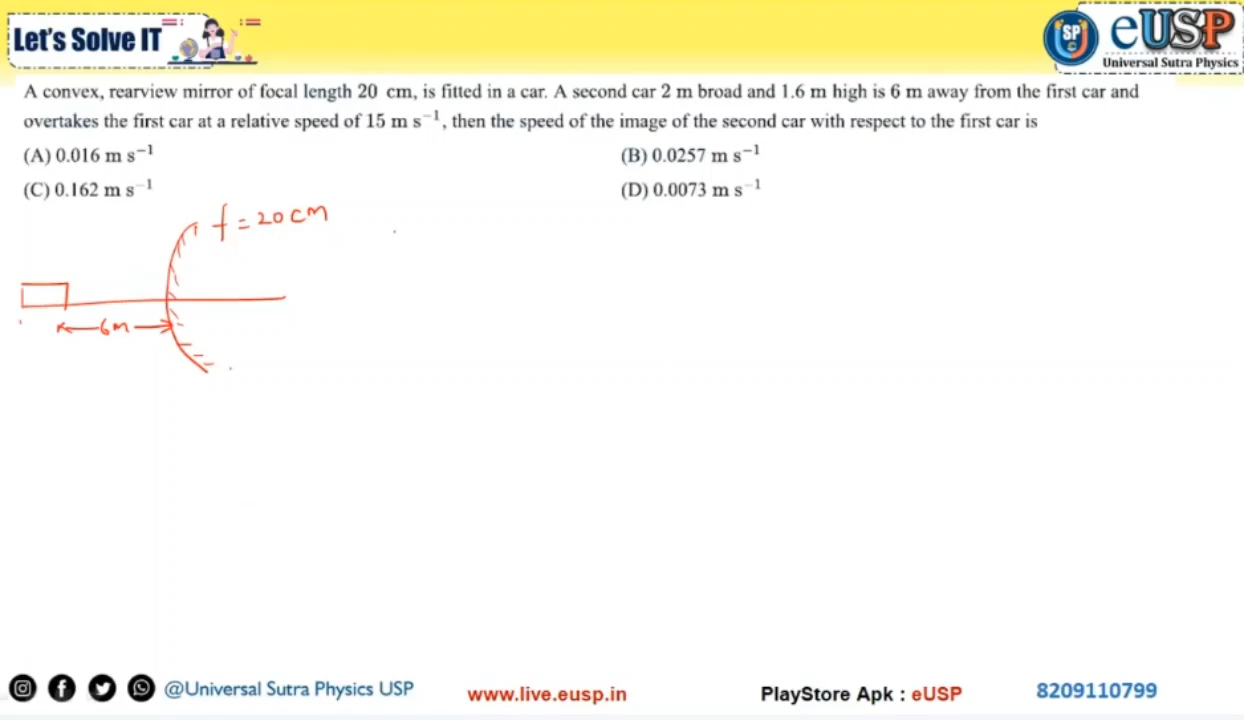 Let's Solve IT
SP
eUSP
Universal Sutra Physics
A convex, rearview mirror of focal length 20 cm, is fitted in a car. A second car 2 m broad and 1.6 m high is 6 m away from the first car and
overtakes the first car at a relative speed of 15 m s⁻¹, then the speed of the image of the second car with respect to the first car is
(A) 0.016 m s⁻¹
(B) 0.0257 m s⁻¹
(C) 0.162 m s⁻¹
(D) 0.0073 m s⁻¹
f = 20 cm
6m
@Universal Sutra Physics USP
www.live.eusp.in
PlayStore Apk : eUSP
8209110799